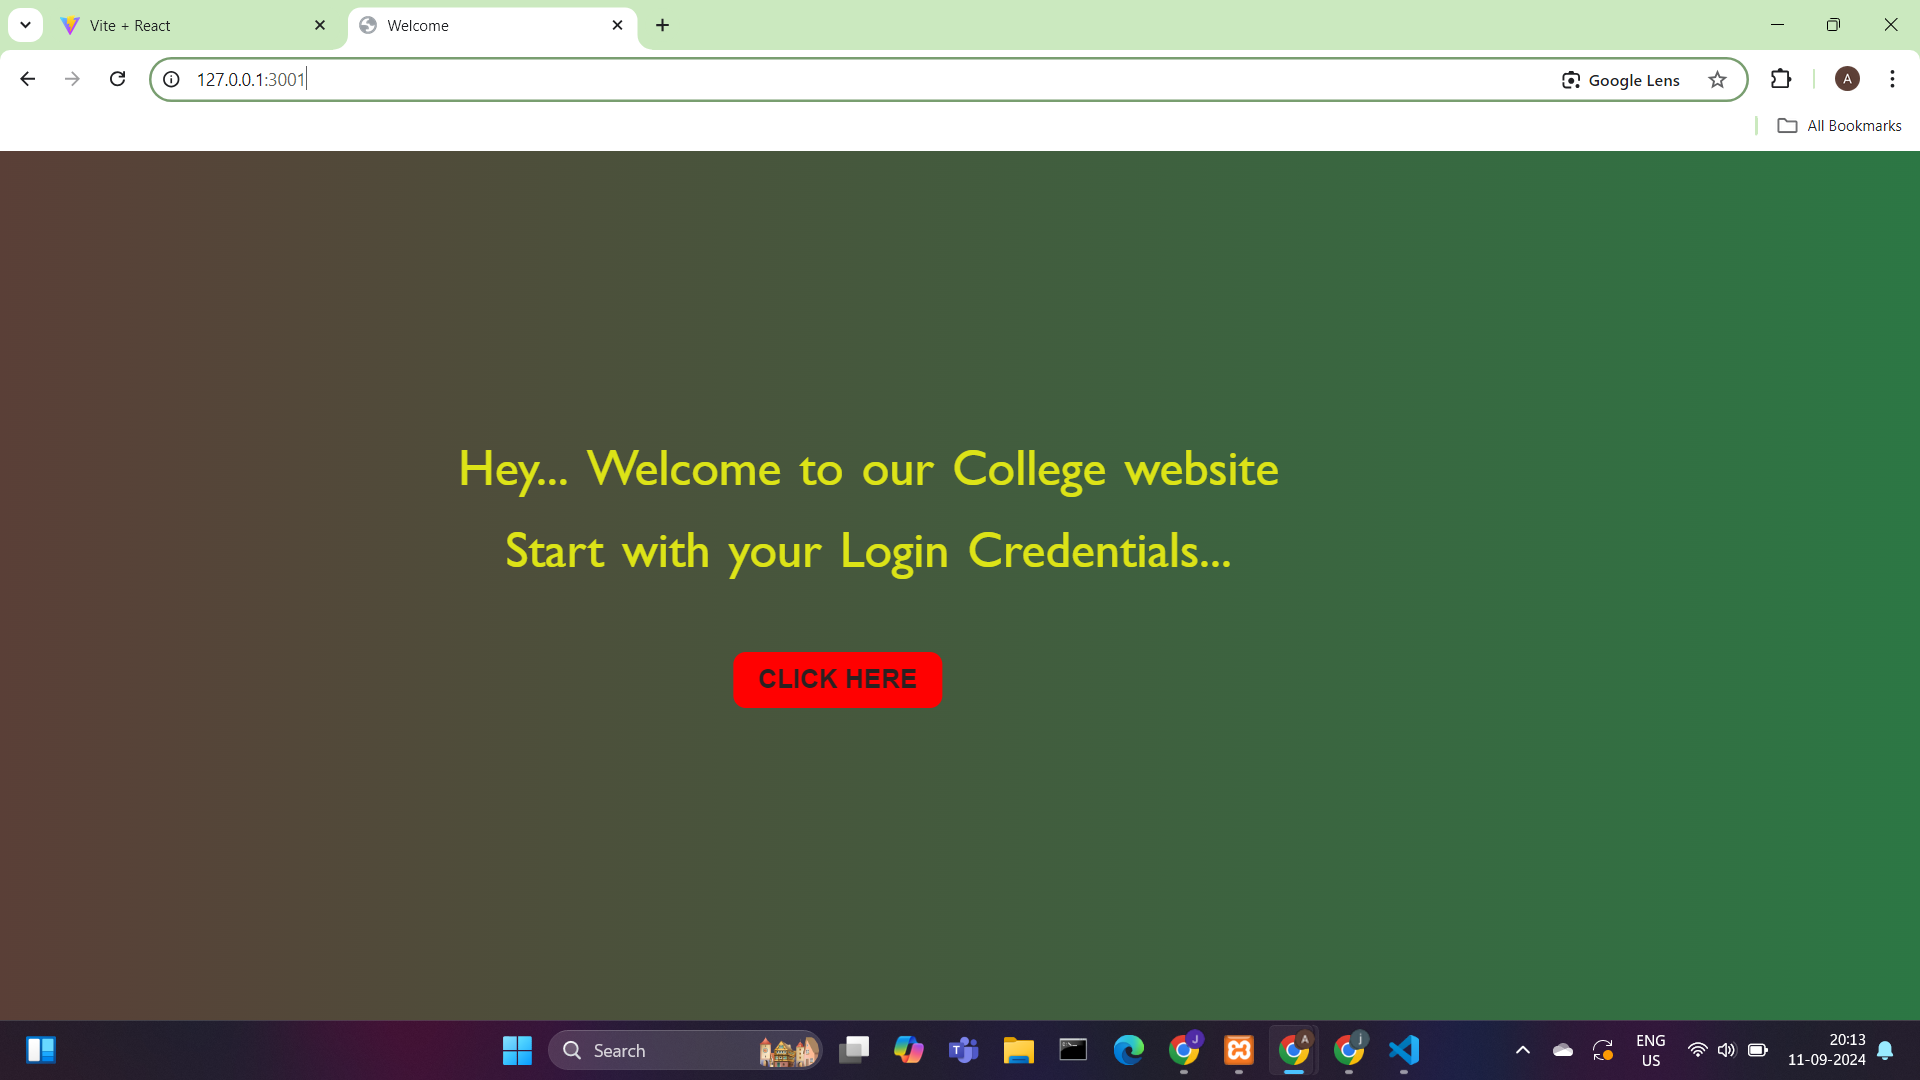 Vite + React
Welcome
127.0.0.1:3001
Google Lens
A
All Bookmarks
Hey... Welcome to our College website
Start with your Login Credentials...
CLICK HERE
Search
T
J
A
j
ENG
US
20:13
11-09-2024